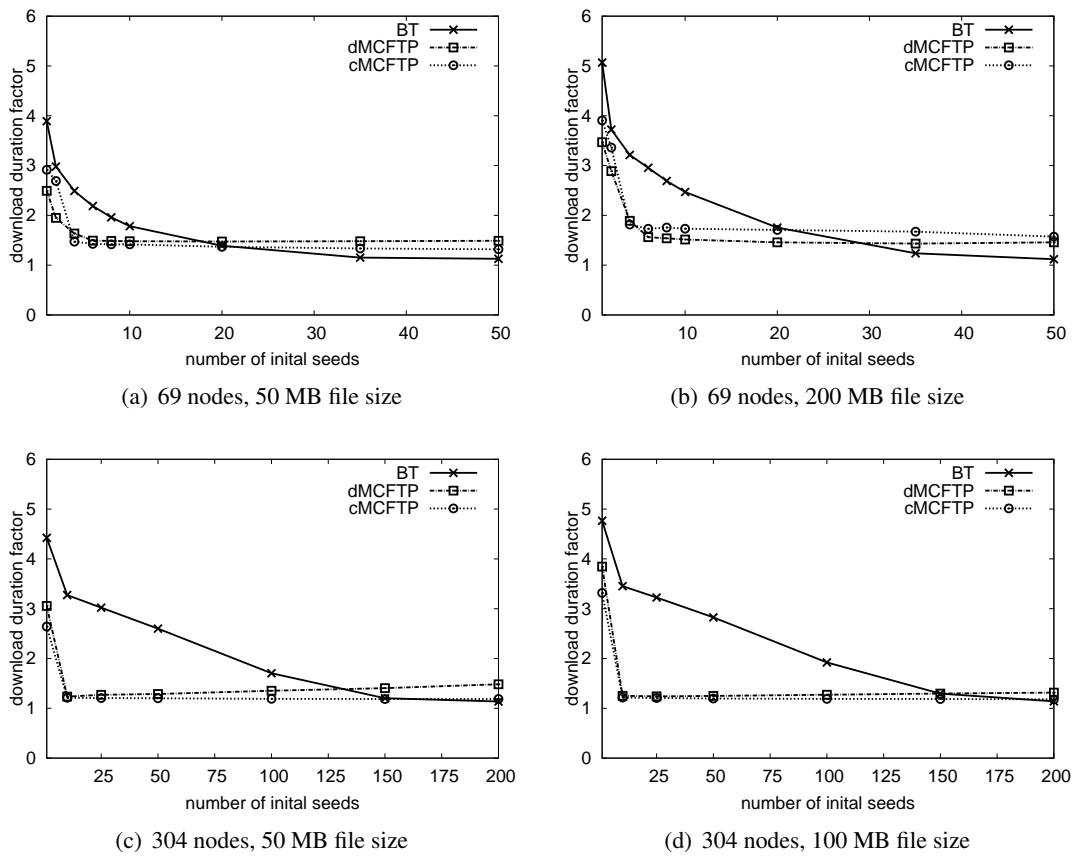 6
5
4
3
2
1
0
download duration factor
BT
dMCFTP
cMCFTP
10 20 30 40 50
number of inital seeds
(a) 69 nodes, 50 MB file size
6
5
4
3
2
1
0
download duration factor
BT
dMCFTP
cMCFTP
10 20 30 40 50
number of inital seeds
(b) 69 nodes, 200 MB file size
6
5
4
3
2
1
0
download duration factor
BT
dMCFTP
cMCFTP
25 50 75 100 125 150 175 200
number of inital seeds
(c) 304 nodes, 50 MB file size
6
5
4
3
2
1
0
download duration factor
BT
dMCFTP
cMCFTP
25 50 75 100 125 150 175 200
number of inital seeds
(d) 304 nodes, 100 MB file size